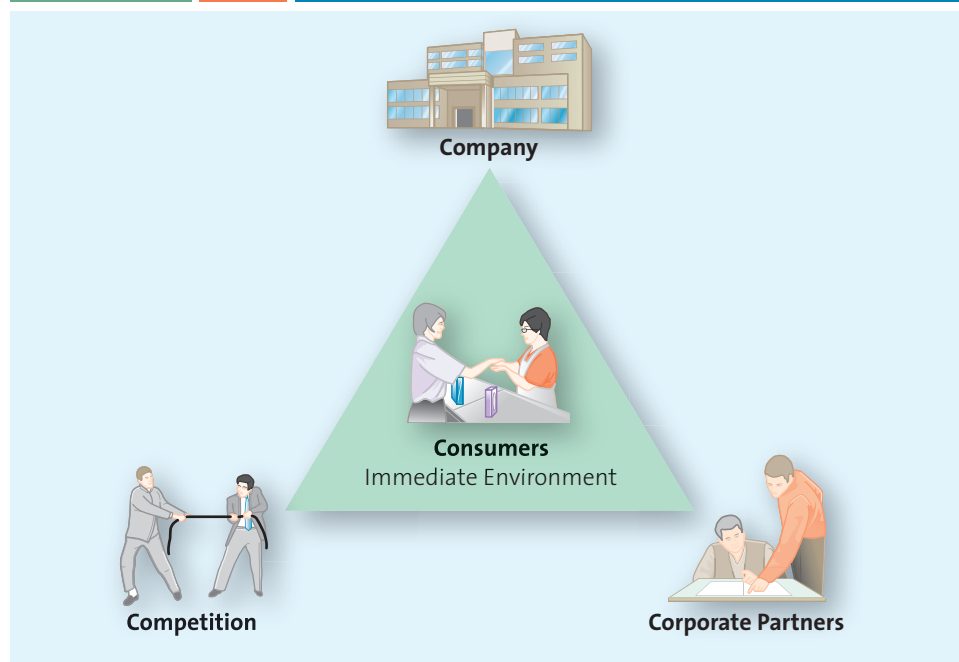 Company
Consumers
Immediate Environment
Competition
Corporate Partners